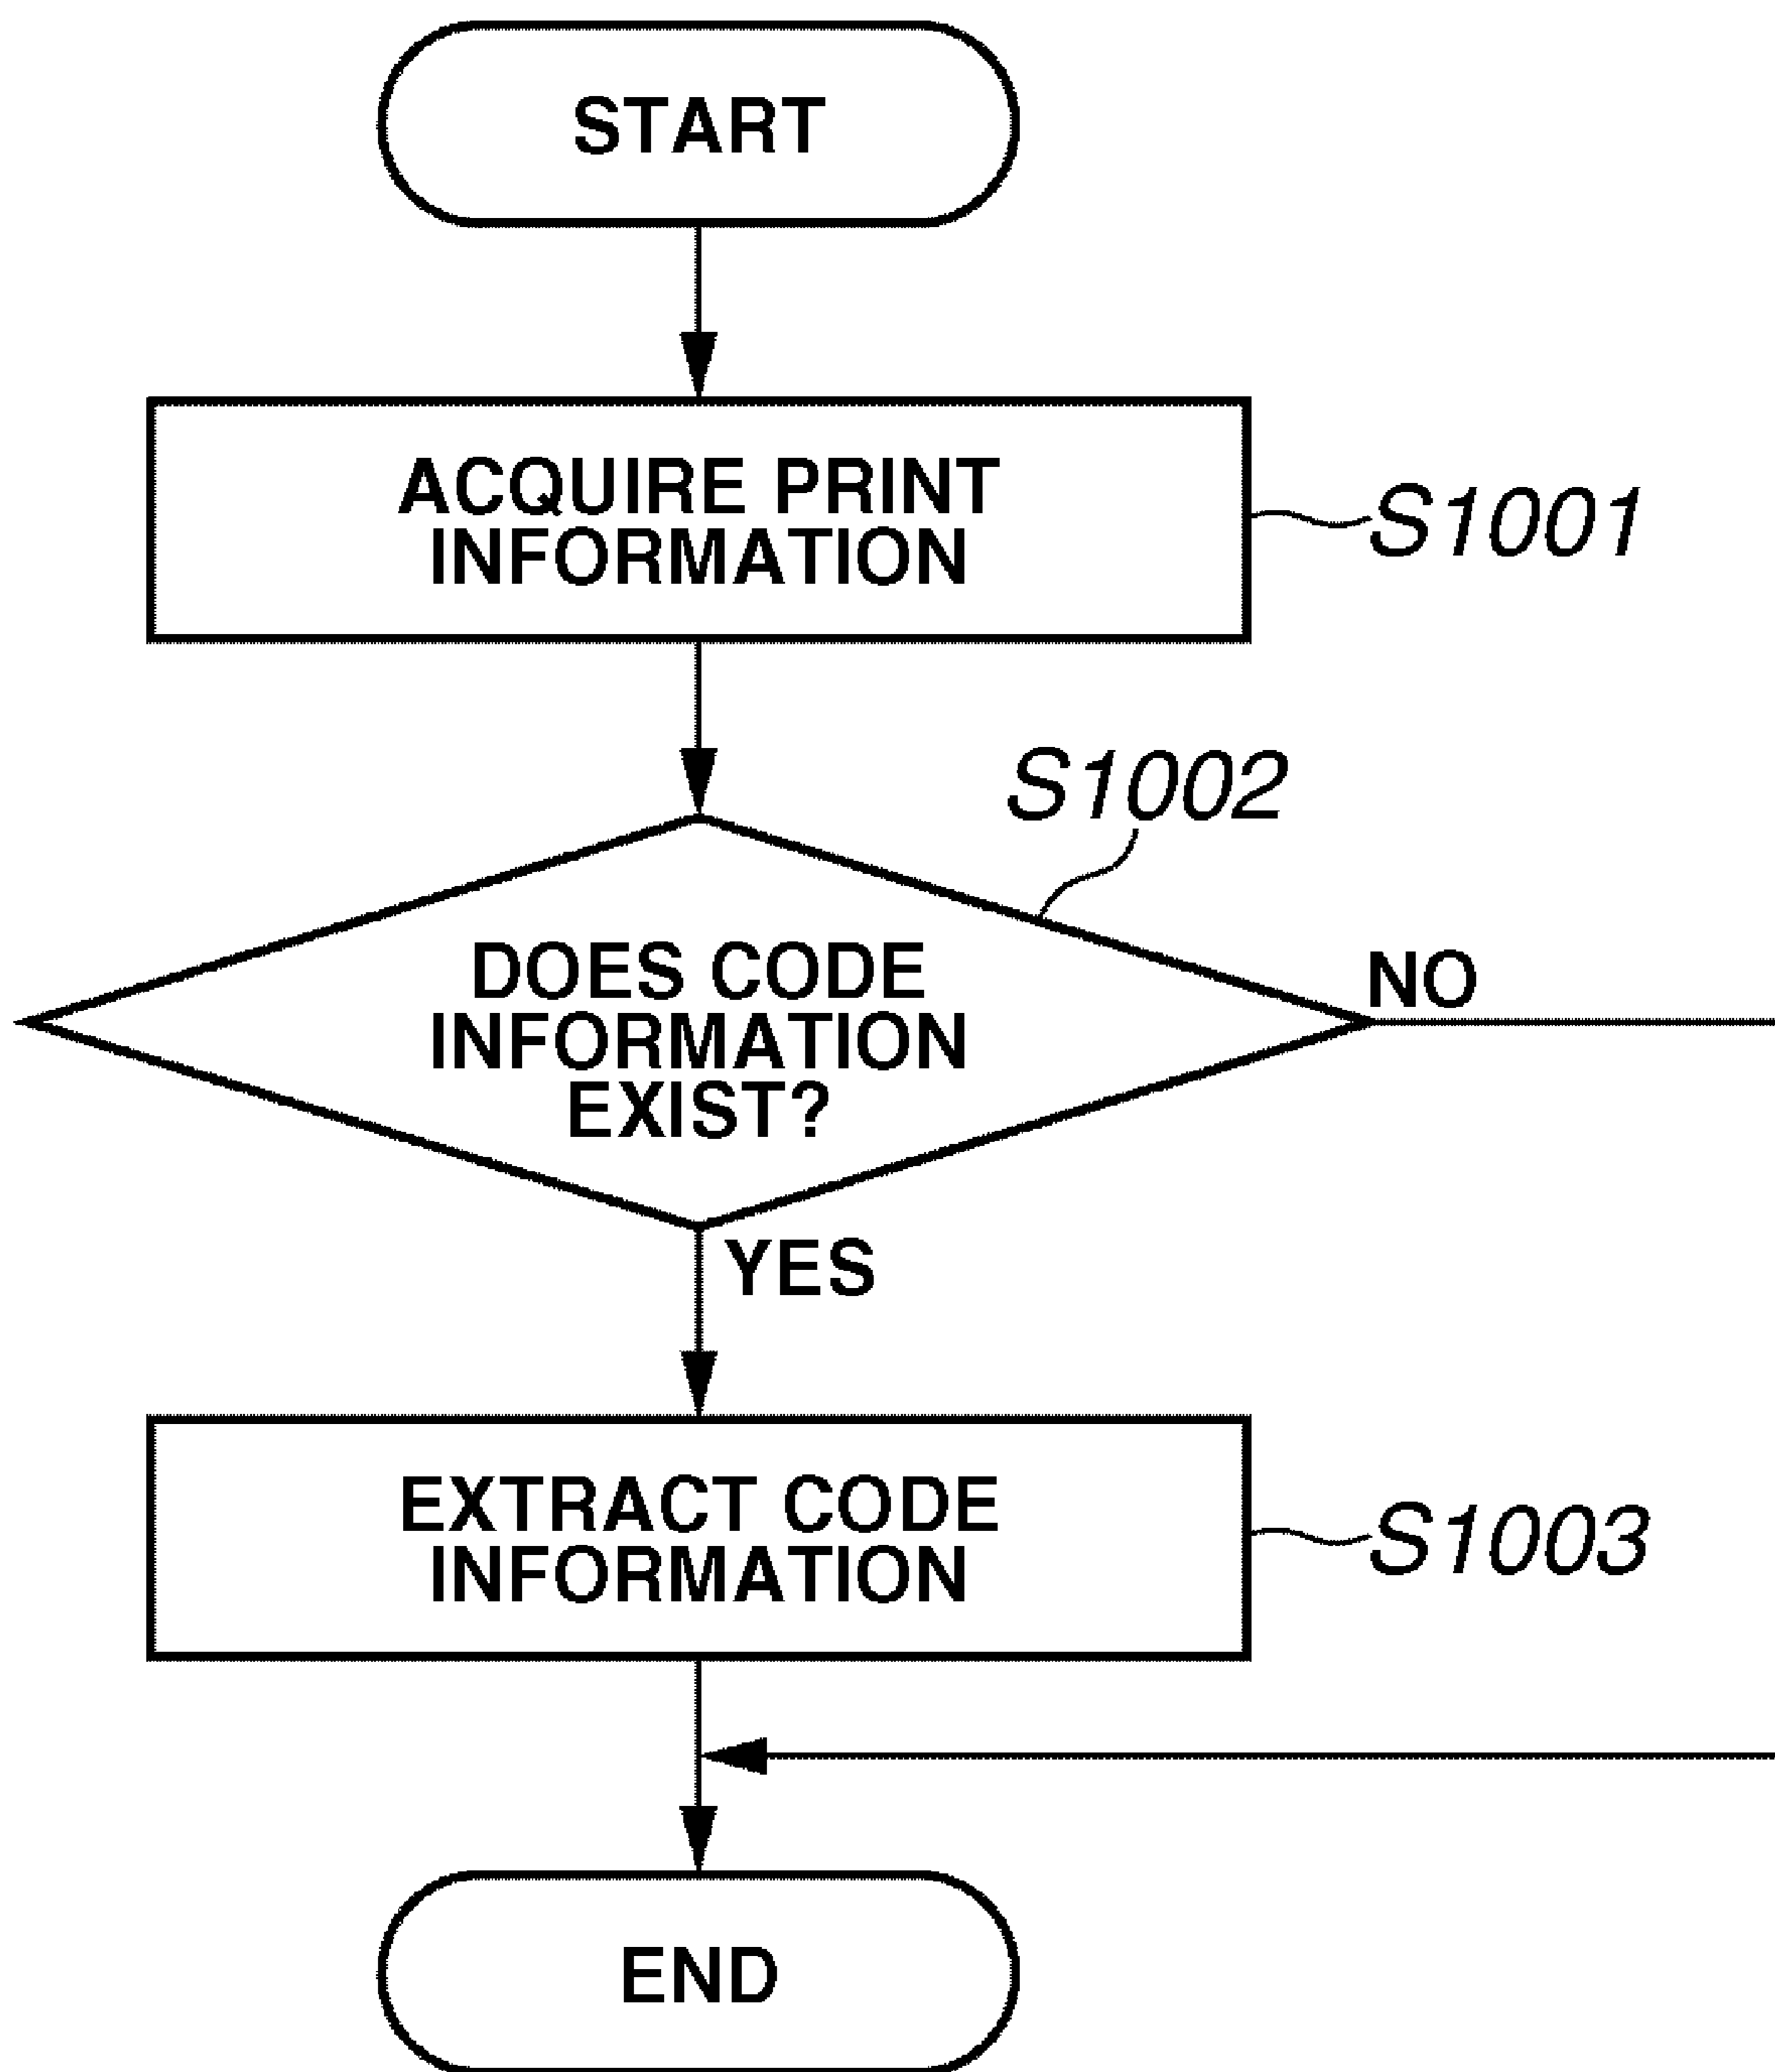 START
ACQUIRE PRINT
INFORMATION
S1001
S1002
DOES CODE
INFORMATION
EXIST?
NO
YES
EXTRACT CODE
INFORMATION
S1003
END